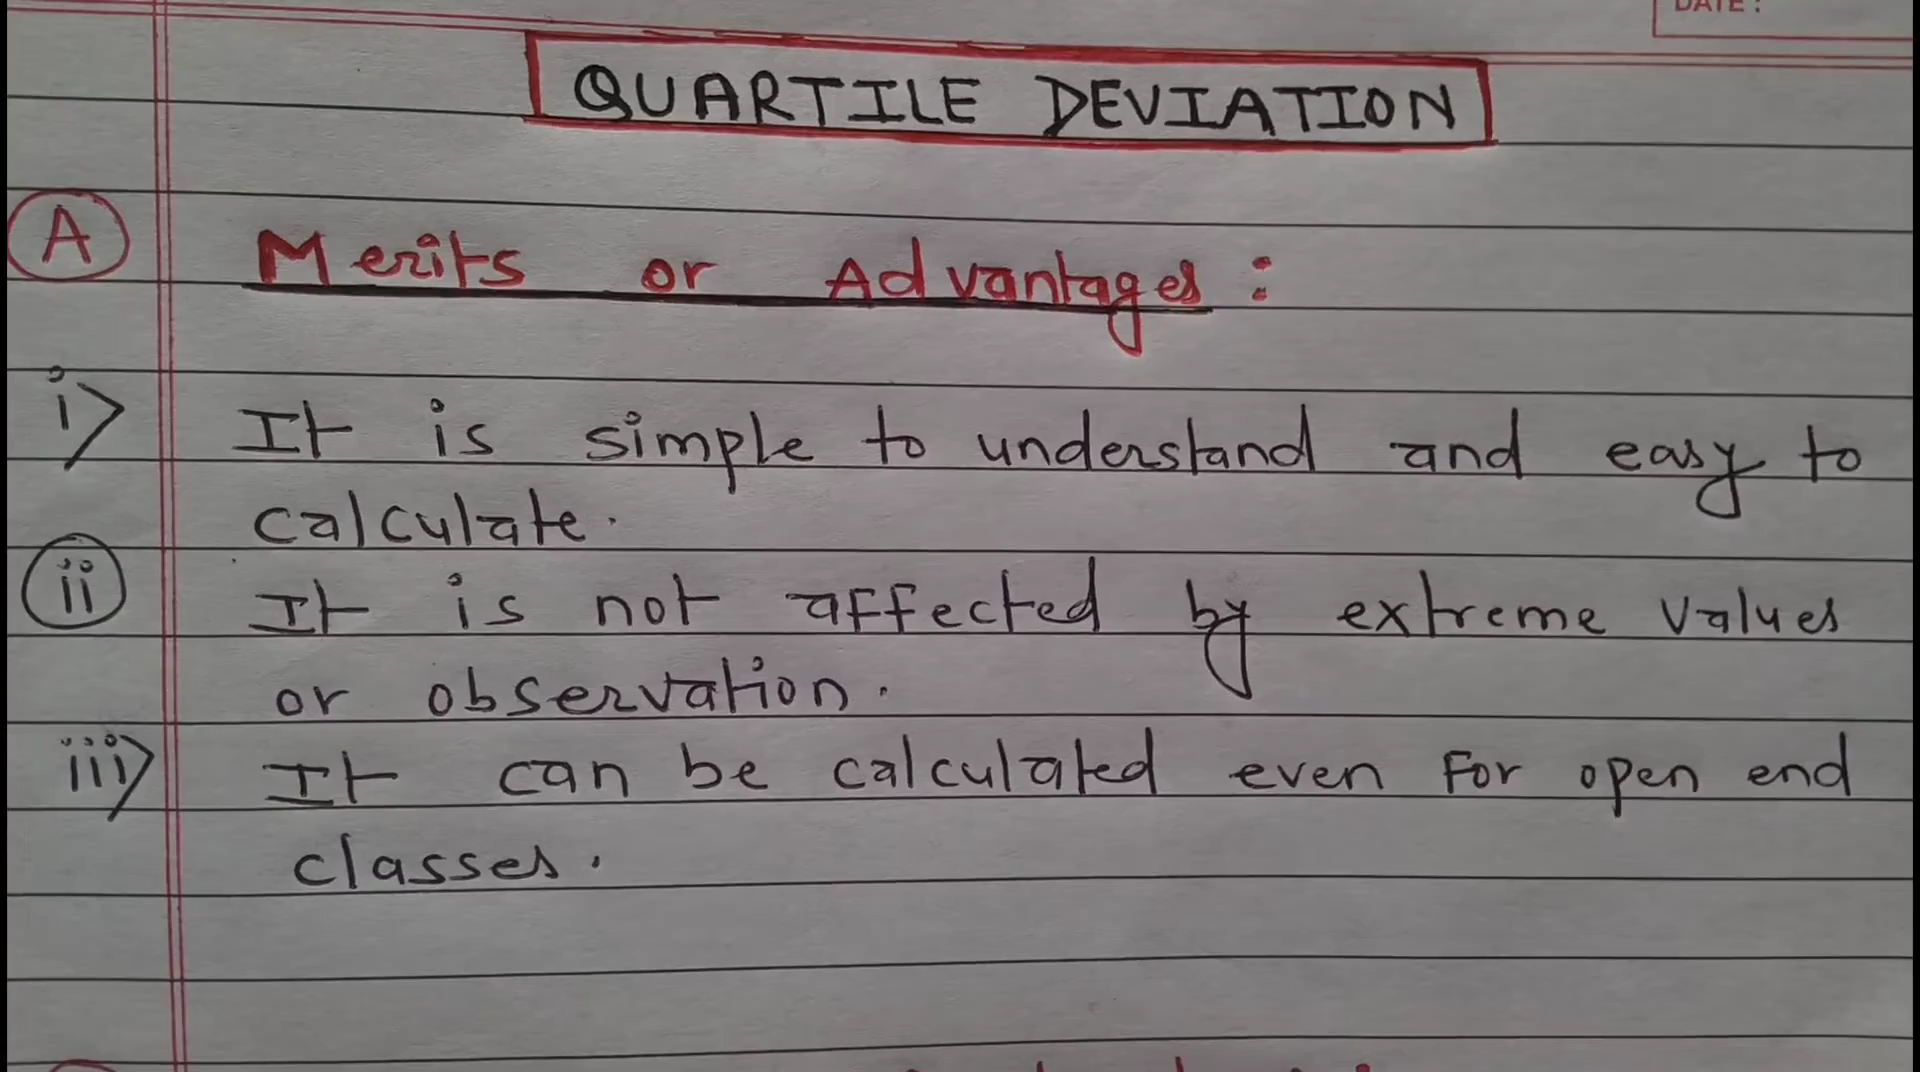 DATE:
QUARTILE DEVIATION
A Merits or Advantages:
i) It is simple to understand and easy to
calculate.
ii It is not affected by extreme values
or observation.
iii) It can be calculated even for open end
classes.